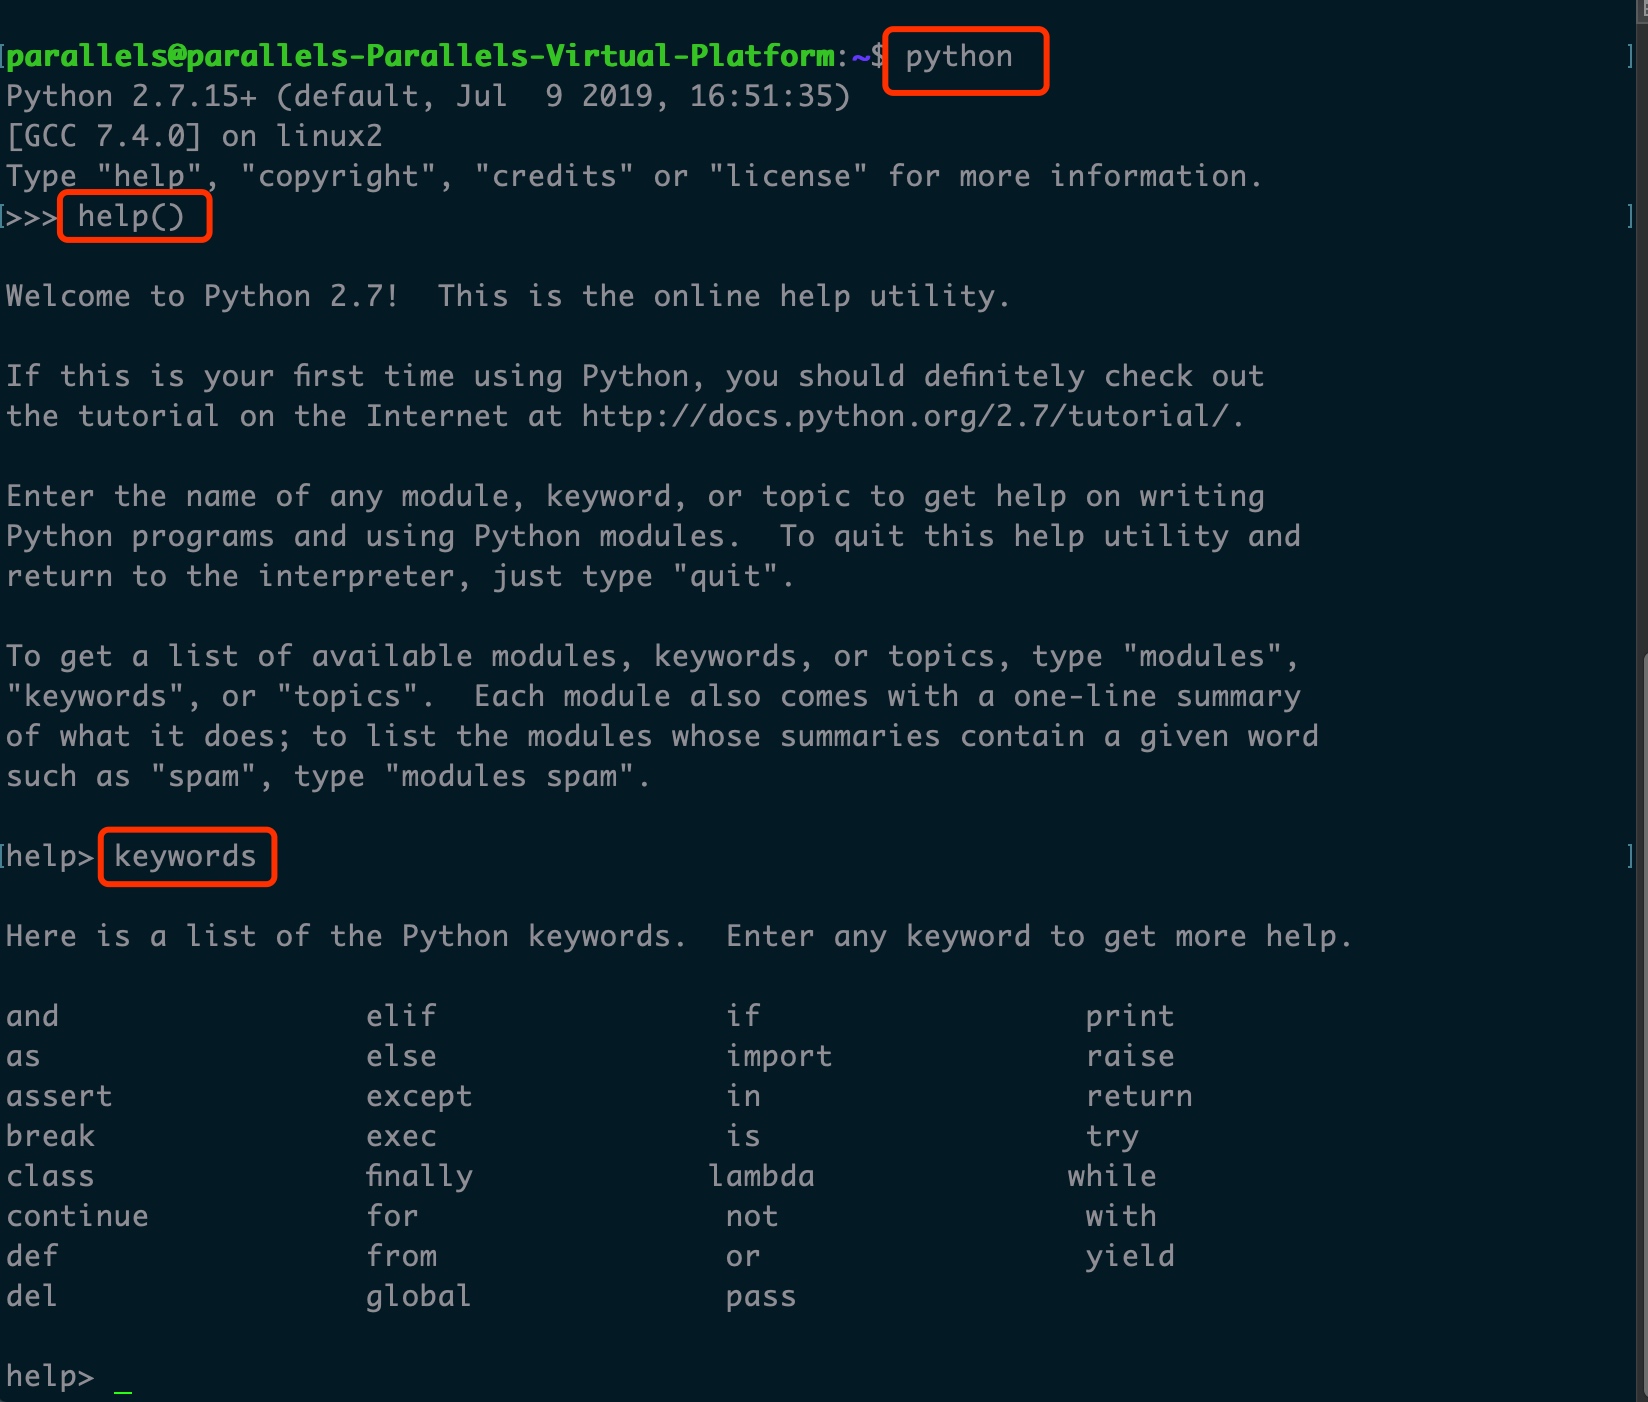 parallels@parallels-Parallels-Virtual-Platform:~$ python
Python 2.7.15+ (default, Jul  9 2019, 16:51:35)
[GCC 7.4.0] on linux2
Type "help", "copyright", "credits" or "license" for more information.
>>> help()
Welcome to Python 2.7!  This is the online help utility.
If this is your first time using Python, you should definitely check out
the tutorial on the Internet at http://docs.python.org/2.7/tutorial/.
Enter the name of any module, keyword, or topic to get help on writing
Python programs and using Python modules.  To quit this help utility and
return to the interpreter, just type "quit".
To get a list of available modules, keywords, or topics, type "modules",
"keywords", or "topics".  Each module also comes with a one-line summary
of what it does; to list the modules whose summaries contain a given word
such as "spam", type "modules spam".
help> keywords
Here is a list of the Python keywords.  Enter any keyword to get more help.
and                 elif                if                  print
as                  else                import              raise
assert              except              in                  return
break               exec                is                  try
class               finally             lambda              while
continue            for                 not                 with
def                 from                or                  yield
del                 global              pass
help> _